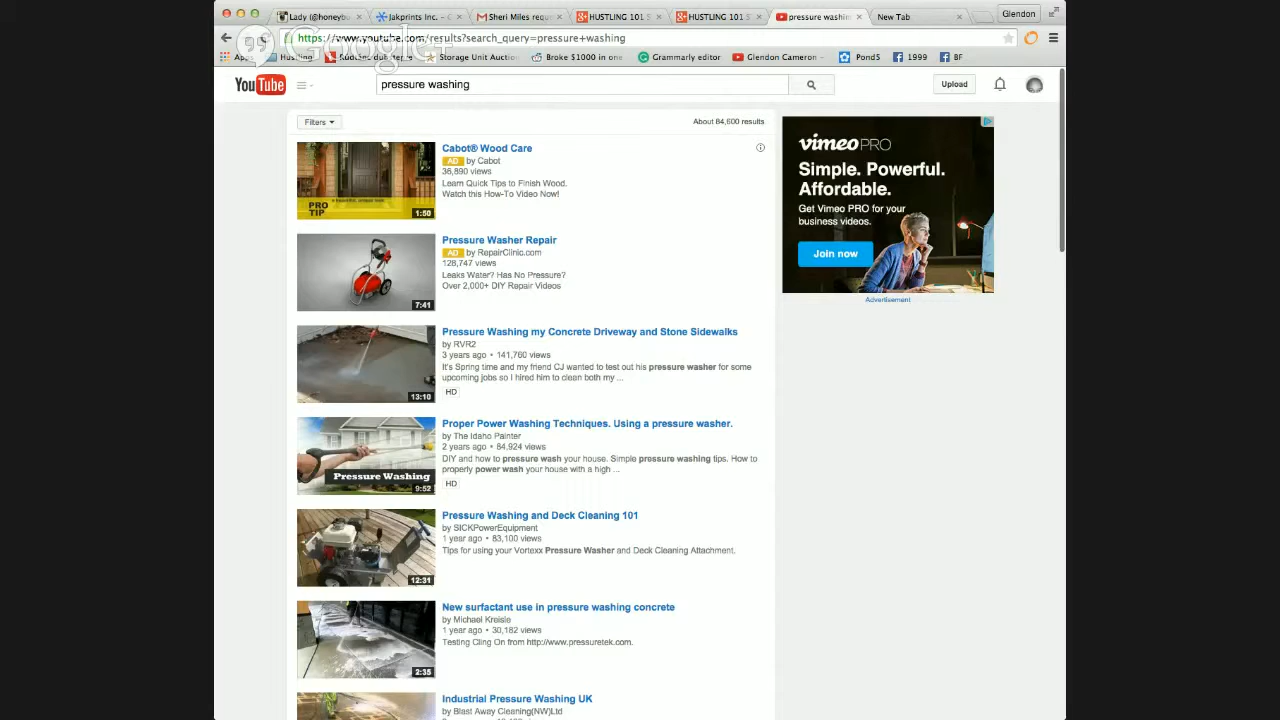 Lady (@honeybu
Jakprints Inc. - C
Sheri Miles requ
HUSTLING 101 S
HUSTLING 101 S
pressure washin
New Tab
Glendon
https://www.youtube.com/results?search_query=pressure+washing
Google+
Apps
Hustling
Storage Unit Auction
Broke $1000 in one
Grammarly editor
Glendon Cameron -
Pond5
1999
BF
YouTube
pressure washing
Upload
Filters
About 84,600 results
Cabot® Wood Care
AD by Cabot
36,890 views
Learn Quick Tips to Finish Wood.
Watch this How-To Video Now!
PRO
TIP
1:50
Pressure Washer Repair
AD by RepairClinic.com
128,747 views
Leaks Water? Has No Pressure?
Over 2,000+ DIY Repair Videos
7:41
Pressure Washing my Concrete Driveway and Stone Sidewalks
by RVR2
3 years ago • 141,760 views
It's Spring time and my friend CJ wanted to test out his pressure washer for some
upcoming jobs so I hired him to clean both my ...
HD
13:10
Proper Power Washing Techniques. Using a pressure washer.
by The Idaho Painter
2 years ago • 84,924 views
DIY and how to pressure wash your house. Simple pressure washing tips. How to
properly power wash your house with a high ...
HD
Pressure Washing
9:52
Pressure Washing and Deck Cleaning 101
by SICKPowerEquipment
1 year ago • 83,100 views
Tips for using your Vortexx Pressure Washer and Deck Cleaning Attachment.
12:31
New surfactant use in pressure washing concrete
by Michael Kreisle
1 year ago • 30,182 views
Testing Cling On from http://www.pressuretek.com.
2:35
Industrial Pressure Washing UK
by Blast Away Cleaning(NW)Ltd
vimeo PRO
Simple. Powerful.
Affordable.
Get Vimeo PRO for your
business videos.
Join now
Advertisement